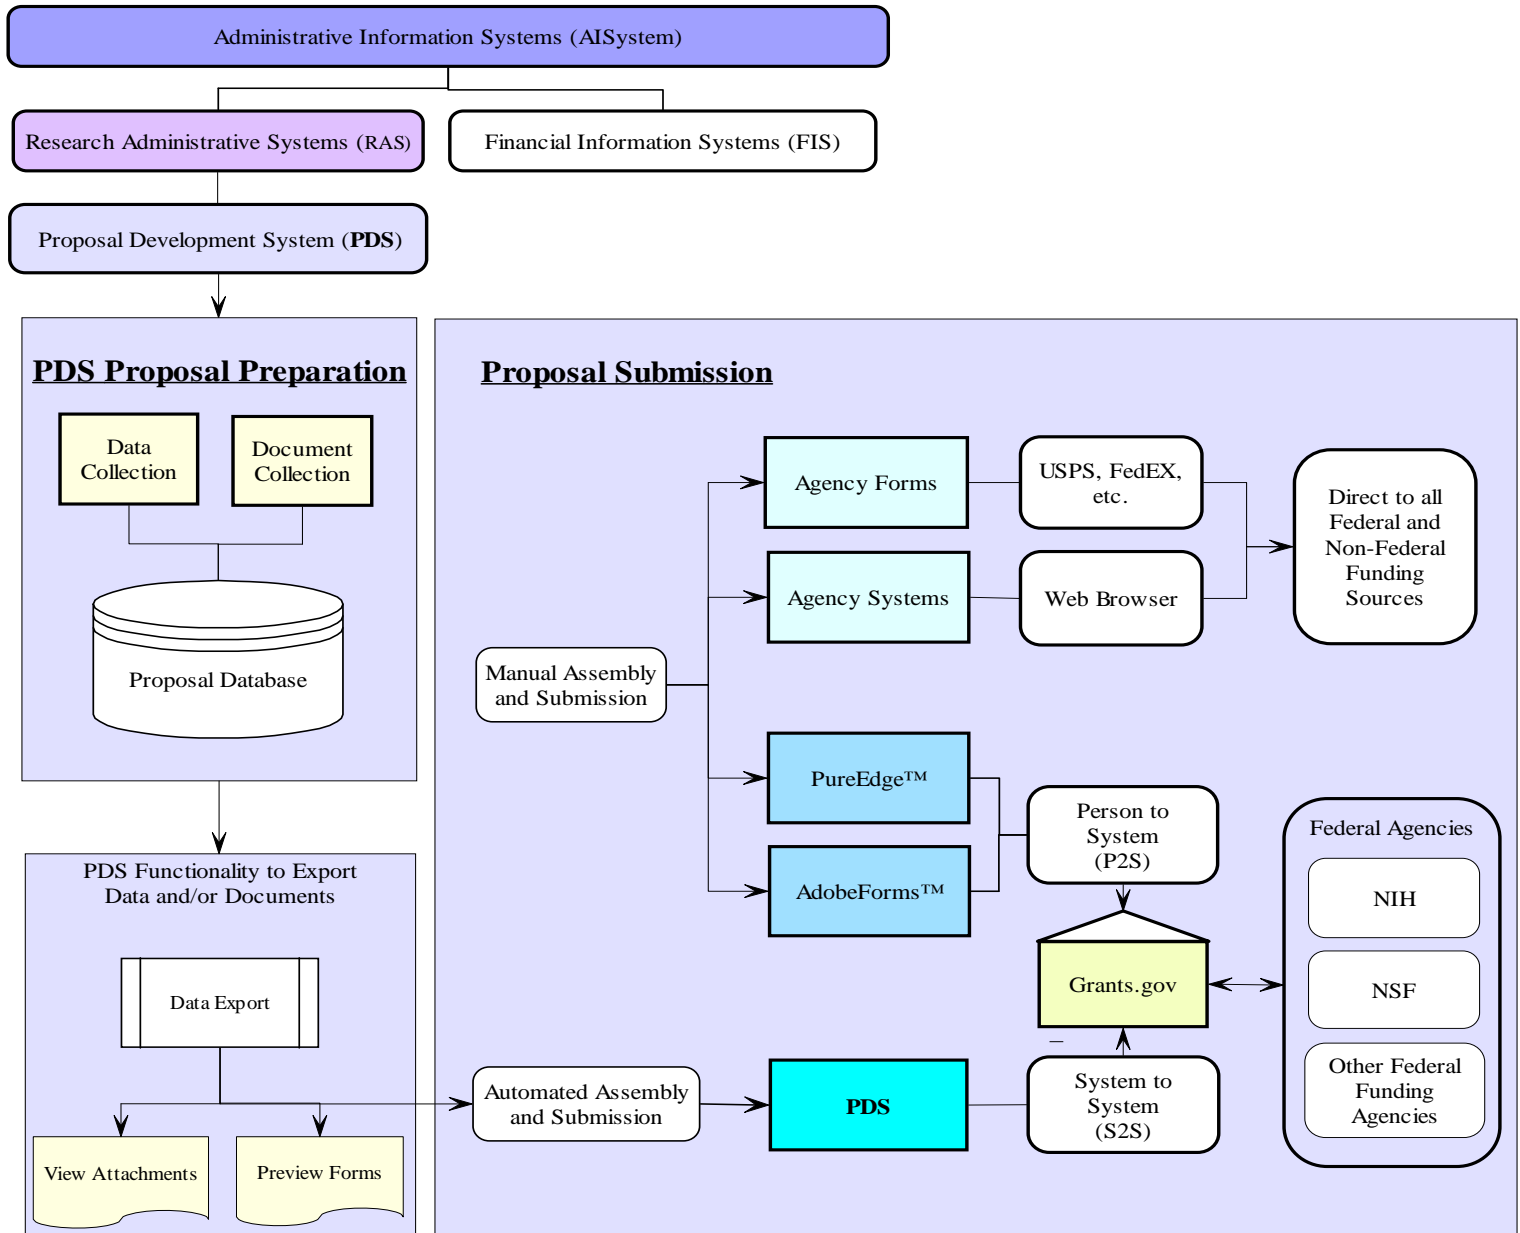 Administrative Information Systems (AISystem)
Research Administrative Systems (RAS)
Financial Information Systems (FIS)
Proposal Development System (PDS)
PDS Proposal Preparation
Data
Collection
Document
Collection
Proposal Database
PDS Functionality to Export
Data and/or Documents
Data Export
View Attachments
Preview Forms
Proposal Submission
Manual Assembly
and Submission
Agency Forms
USPS, FedEX,
etc.
Agency Systems
Web Browser
Direct to all
Federal and
Non-Federal
Funding
Sources
PureEdge™
AdobeForms™
Person to
System
(P2S)
Grants.gov
Federal Agencies
NIH
NSF
Other Federal
Funding
Agencies
Automated Assembly
and Submission
PDS
System to
System
(S2S)